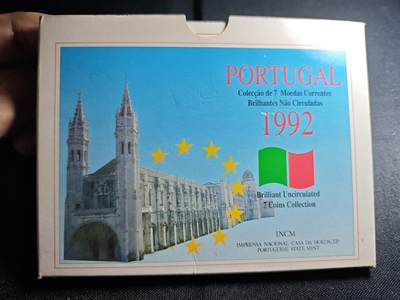 PORTUGAL
Colecção de 7 Moedas Correntes
Brilhantes Não Circuladas
1992
Brilliant Uncirculated
7 Coins Collection
INCM
IMPRENSA NACIONAL-CASA DA MOEDA, EP
PORTUGUESE STATE MINT